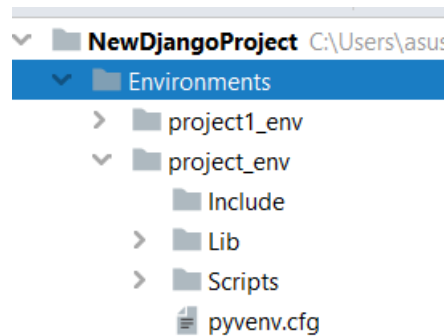 NewDjangoProject C:\Users\asus
Environments
project1_env
project_env
Include
Lib
Scripts
pyvenv.cfg